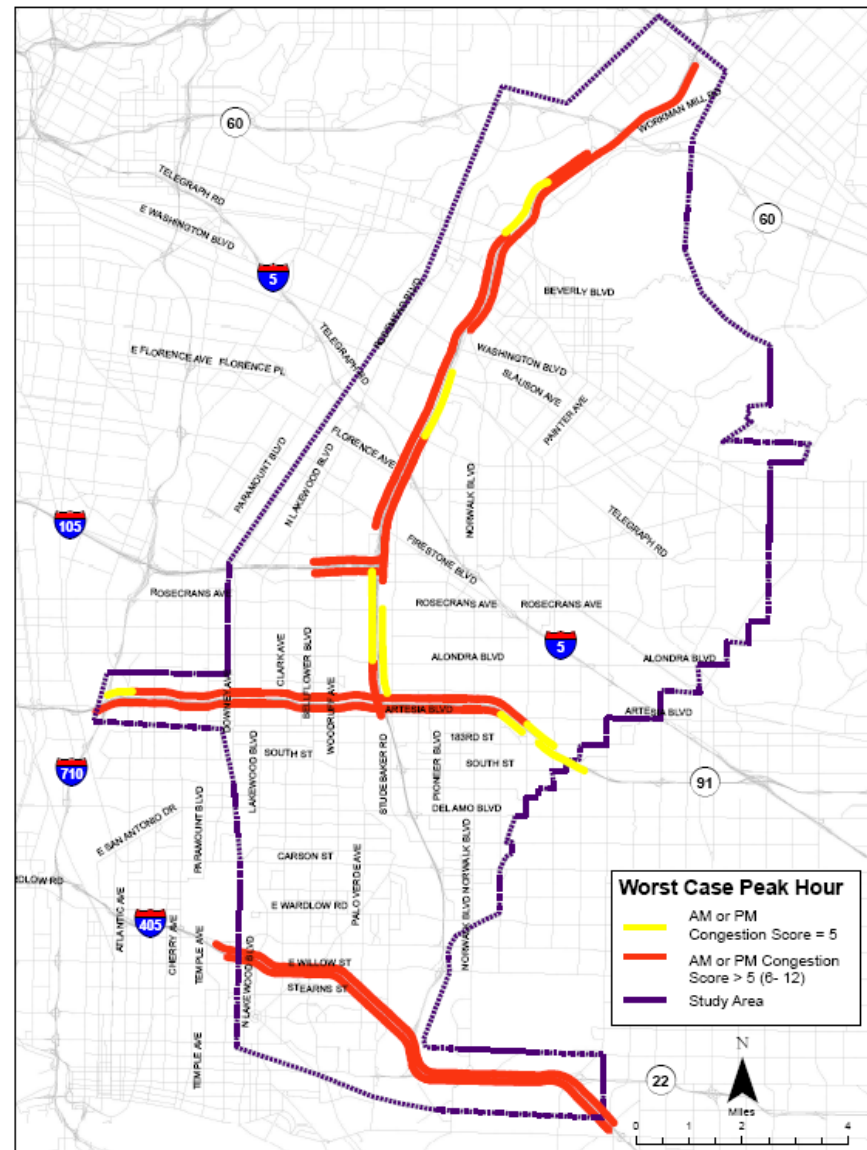 WORKMAN MILL RD
60
TELEGRAPH RD
E WASHINGTON BLVD
60
5
BEVERLY BLVD
TELEGRAPH RD
WASHINGTON BLVD
E FLORENCE AVE FLORENCE PL
SLAUSON AVE
PAINTER AVE
FLORENCE AVE
PARAMOUNT BLVD
N LAKEWOOD BLVD
NORWALK BLVD
TELEGRAPH RD
105
FIRESTONE BLVD
ROSECRANS AVE
ROSECRANS AVE
ROSECRANS AVE
CLARK AVE
BELLFLOWER BLVD
5
ALONDRA BLVD
ALONDRA BLVD
WOODRUFF AVE
DOWNEY AVE
ARTESIA BLVD
ARTESIA BLVD
183RD ST
SOUTH ST
SOUTH ST
LAKEWOOD BLVD
STUDEBAKER RD
PIONEER BLVD
710
91
DEL AMO BLVD
E SAN ANTONIO DR
PARAMOUNT BLVD
CARSON ST
PALO VERDE AVE
NORWALK BLVD
RDLOW RD
E WARDLOW RD
ATLANTIC AVE
405
CHERRY AVE
TEMPLE AVE
N LAKEWOOD BLVD
NORWALK BLVD
E WILLOW ST
STEARNS ST
TEMPLE AVE
Worst Case Peak Hour
AM or PM
Congestion Score = 5
AM or PM Congestion
Score > 5 (6- 12)
Study Area
22
N
Miles
0 1 2 4